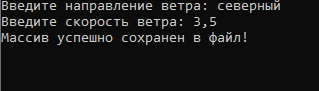 Введите направление ветра: северный
Введите скорость ветра: 3,5
Массив успешно сохранен в файл!